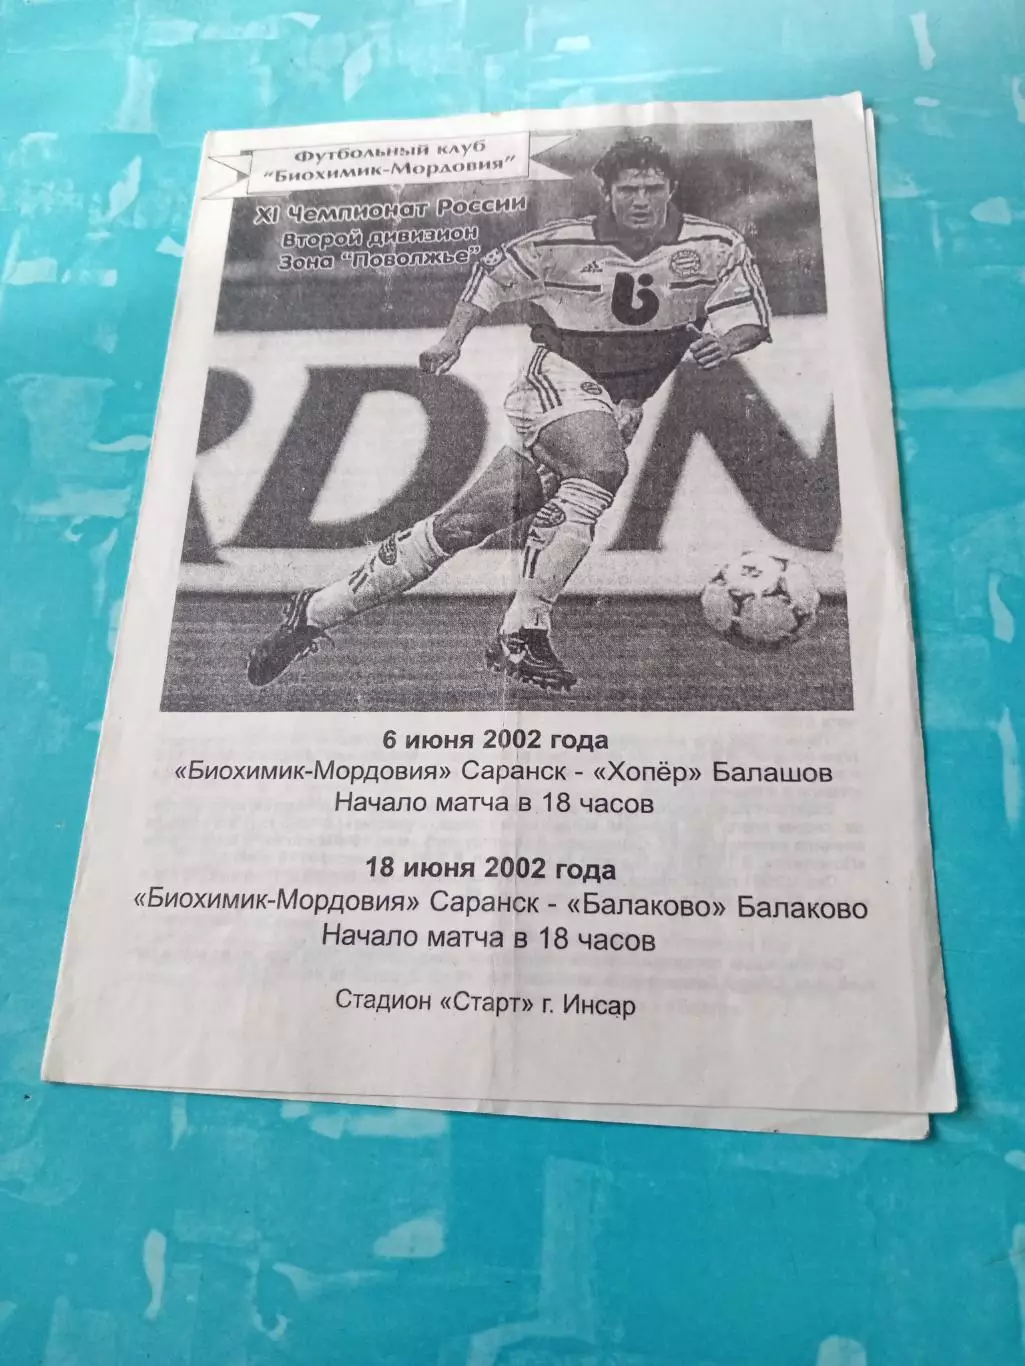 Футбольный клуб
"Биохимик-Мордовия"
XI Чемпионат России
Второй дивизион
Зона "Поволжье"
adidas
RDN
6 июня 2002 года
«Биохимик-Мордовия» Саранск - «Хопёр» Балашов
Начало матча в 18 часов
18 июня 2002 года
«Биохимик-Мордовия» Саранск - «Балаково» Балаково
Начало матча в 18 часов
Стадион «Старт» г. Инсар